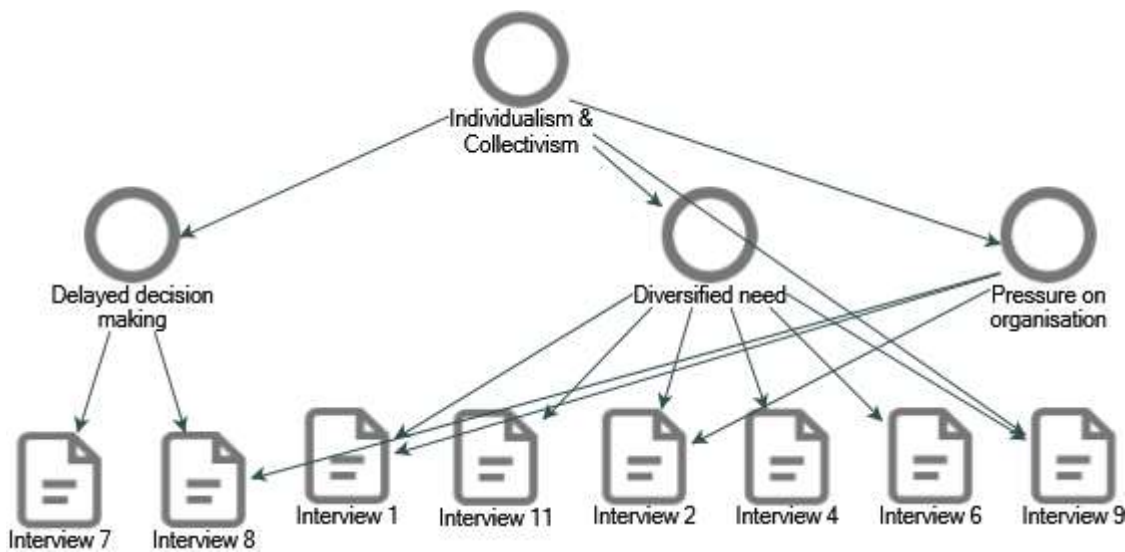 Individualism &
Collectivism
Delayed decision
making
Diversified need
Pressure on
organisation
Interview 7
Interview 8
Interview 1
Interview 11
Interview 2
Interview 4
Interview 6
Interview 9